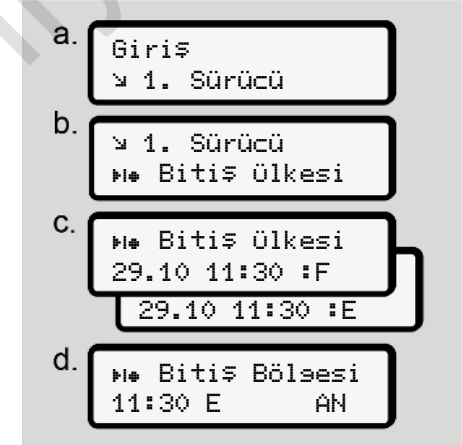 a.
Giriş
↘ 1. Sürücü
b.
↘ 1. Sürücü
Bitiş ülkesi
c.
Bitiş ülkesi
29.10 11:30 :F
29.10 11:30 :E
d.
Bitiş Bölgesi
11:30 E AN